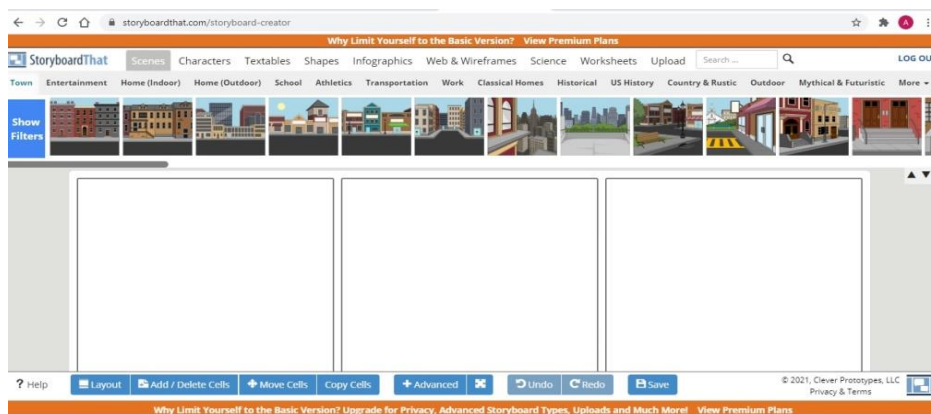 storyboardthat.com/storyboard-creator
A
Why Limit Yourself to the Basic Version? View Premium Plans
StoryboardThat Scenes Characters Textables Shapes Infographics Web & Wireframes Science Worksheets Upload Search ... LOG OU
Town Entertainment Home (Indoor) Home (Outdoor) School Athletics Transportation Work Classical Homes Historical US History Country & Rustic Outdoor Mythical & Futuristic More
Show
Filters
? Help Layout Add / Delete Cells Move Cells Copy Cells + Advanced Undo Redo Save
© 2021, Clever Prototypes, LLC
Privacy & Terms
Why Limit Yourself to the Basic Version? Upgrade for Privacy, Advanced Storyboard Types, Uploads and Much More! View Premium Plans